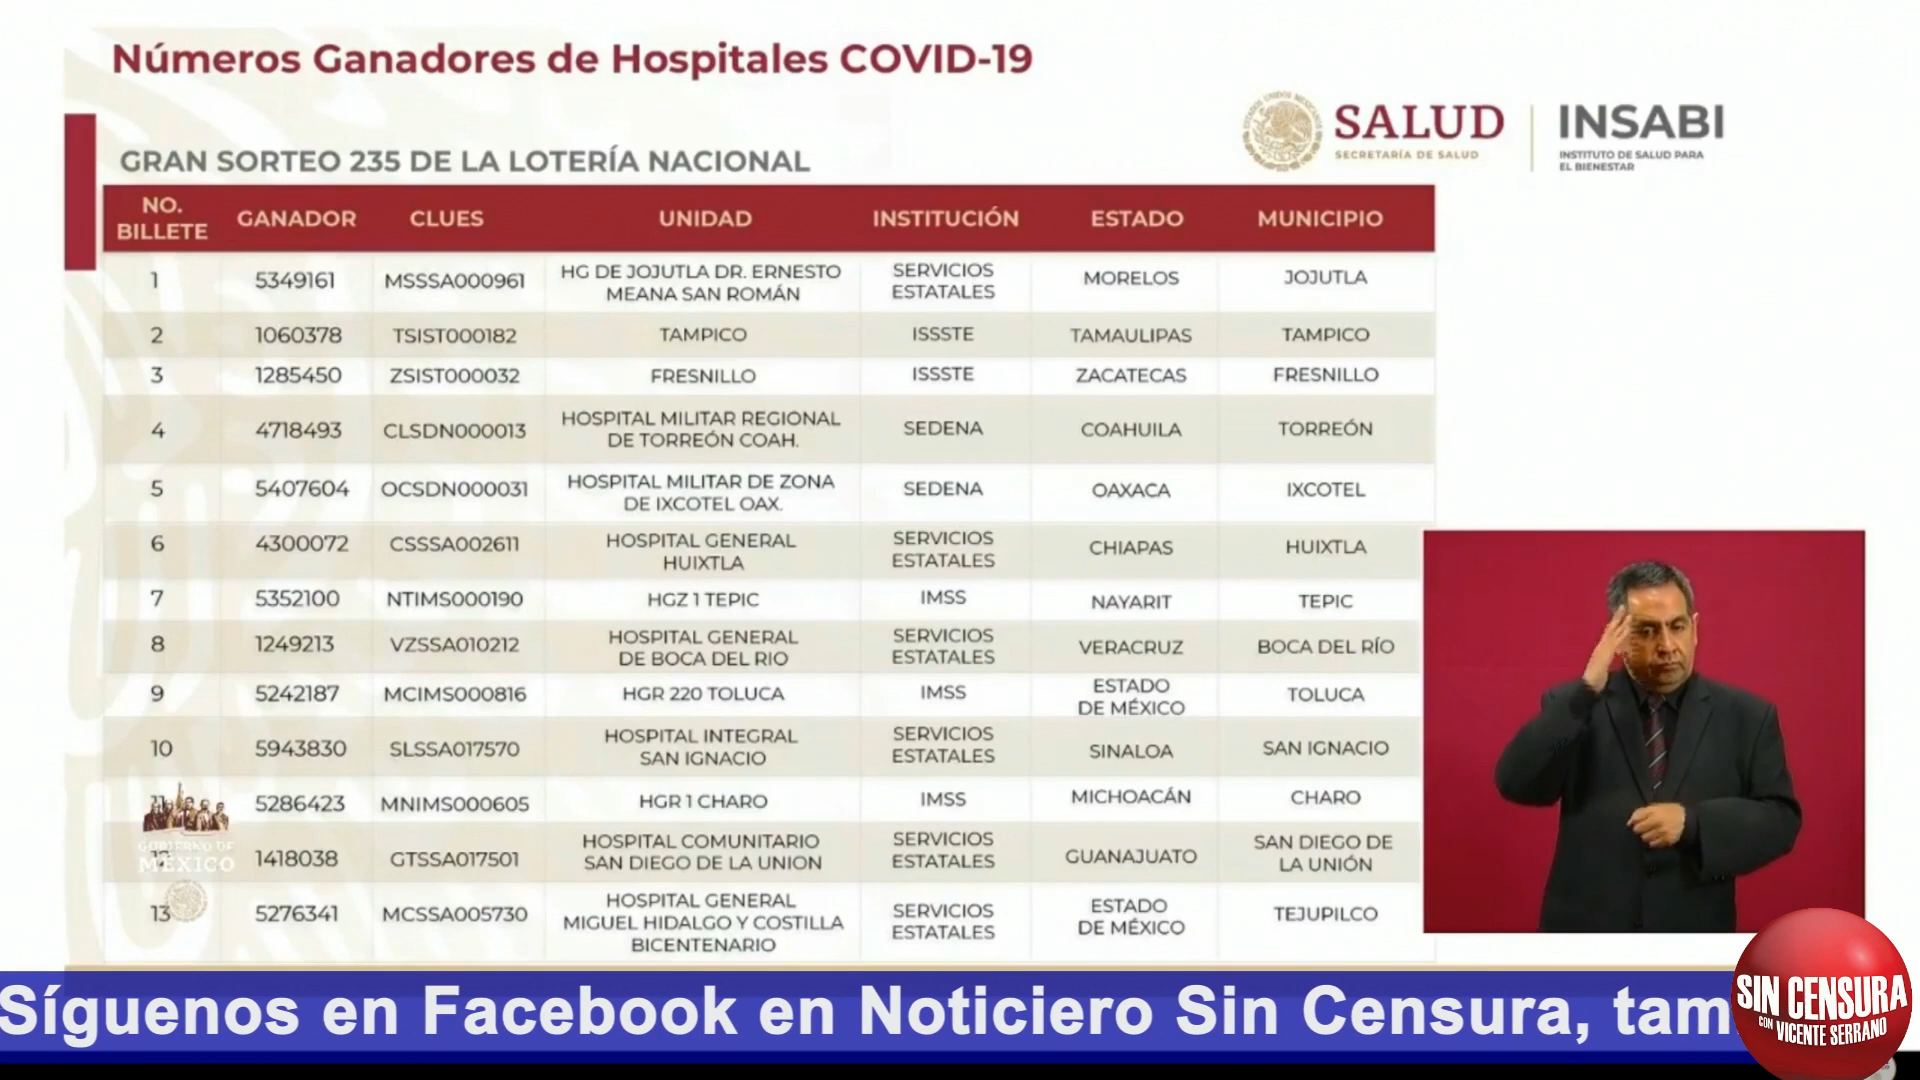 Números Ganadores de Hospitales COVID-19
SALUD
SECRETARÍA DE SALUD
INSABI
INSTITUTO DE SALUD PARA
EL BIENESTAR
GRAN SORTEO 235 DE LA LOTERÍA NACIONAL
NO. BILLETE GANADOR CLUES UNIDAD INSTITUCIÓN ESTADO MUNICIPIO
1 5349161 MSSSA000961 HG DE JOJUTLA DR. ERNESTO MEANA SAN ROMÁN SERVICIOS ESTATALES MORELOS JOJUTLA
2 1060378 TSIST000182 TAMPICO ISSSTE TAMAULIPAS TAMPICO
3 1285450 ZSIST000032 FRESNILLO ISSSTE ZACATECAS FRESNILLO
4 4718493 CLSDN000013 HOSPITAL MILITAR REGIONAL DE TORREÓN COAH. SEDENA COAHUILA TORREÓN
5 5407604 OCSDN000031 HOSPITAL MILITAR DE ZONA DE IXCOTEL OAX. SEDENA OAXACA IXCOTEL
6 4300072 CSSSA002611 HOSPITAL GENERAL HUIXTLA SERVICIOS ESTATALES CHIAPAS HUIXTLA
7 5352100 NTIMS000190 HGZ 1 TEPIC IMSS NAYARIT TEPIC
8 1249213 VZSSA010212 HOSPITAL GENERAL DE BOCA DEL RIO SERVICIOS ESTATALES VERACRUZ BOCA DEL RÍO
9 5242187 MCIMS000816 HGR 220 TOLUCA IMSS ESTADO DE MÉXICO TOLUCA
10 5943830 SLSSA017570 HOSPITAL INTEGRAL SAN IGNACIO SERVICIOS ESTATALES SINALOA SAN IGNACIO
11 5286423 MNIMS000605 HGR 1 CHARO IMSS MICHOACÁN CHARO
12 1418038 GTSSA017501 HOSPITAL COMUNITARIO SAN DIEGO DE LA UNION SERVICIOS ESTATALES GUANAJUATO SAN DIEGO DE LA UNIÓN
13 5276341 MCSSA005730 HOSPITAL GENERAL MIGUEL HIDALGO Y COSTILLA BICENTENARIO SERVICIOS ESTATALES ESTADO DE MÉXICO TEJUPILCO
GOBIERNO DE
MÉXICO
Síguenos en Facebook en Noticiero Sin Censura, tam
SIN CENSURA
CON VICENTE SERRANO